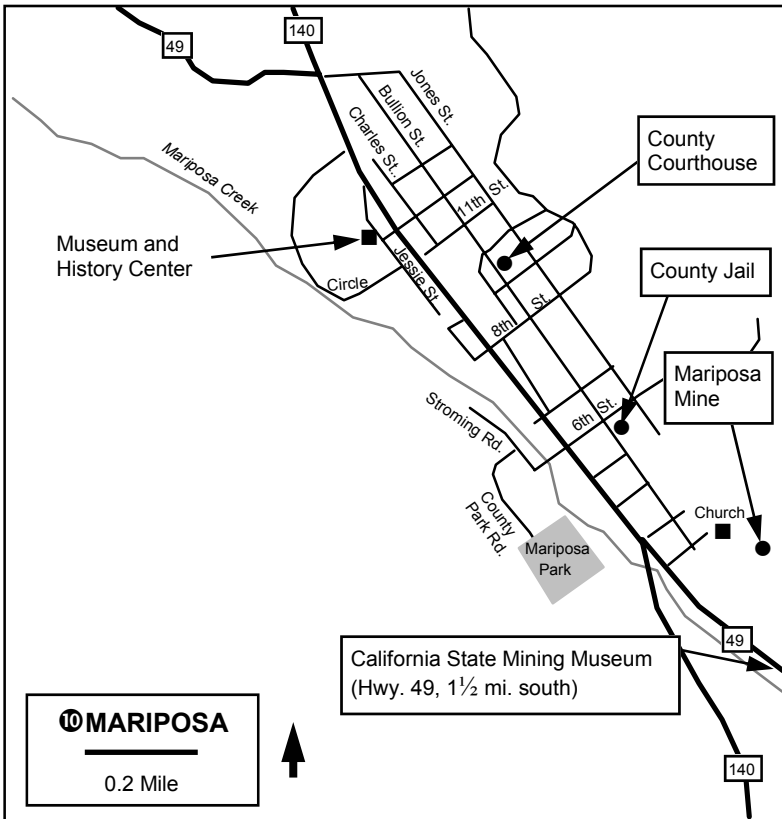 140
49
Jones St.
Bullion St.
Charles St..
Mariposa Creek
County
Courthouse
11th St.
Museum and
History Center
Jessie St
Circle
County Jail
8th St.
Mariposa
Mine
Stroming Rd.
6th St.
County
Park Rd.
Church
Mariposa
Park
49
California State Mining Museum
(Hwy. 49, 1½ mi. south)
❿MARIPOSA
0.2 Mile
140